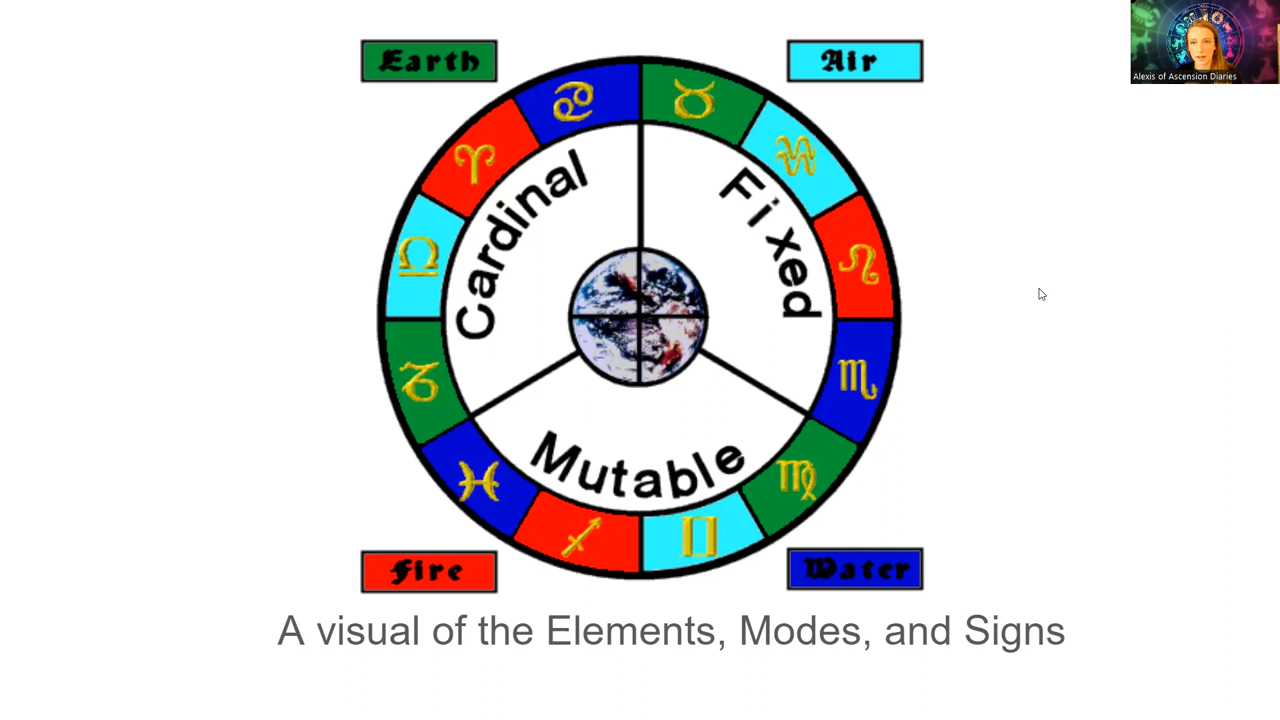 Earth
Air
Alexis of Ascension Diaries
Cardinal
Fixed
Mutable
Fire
Water
A visual of the Elements, Modes, and Signs